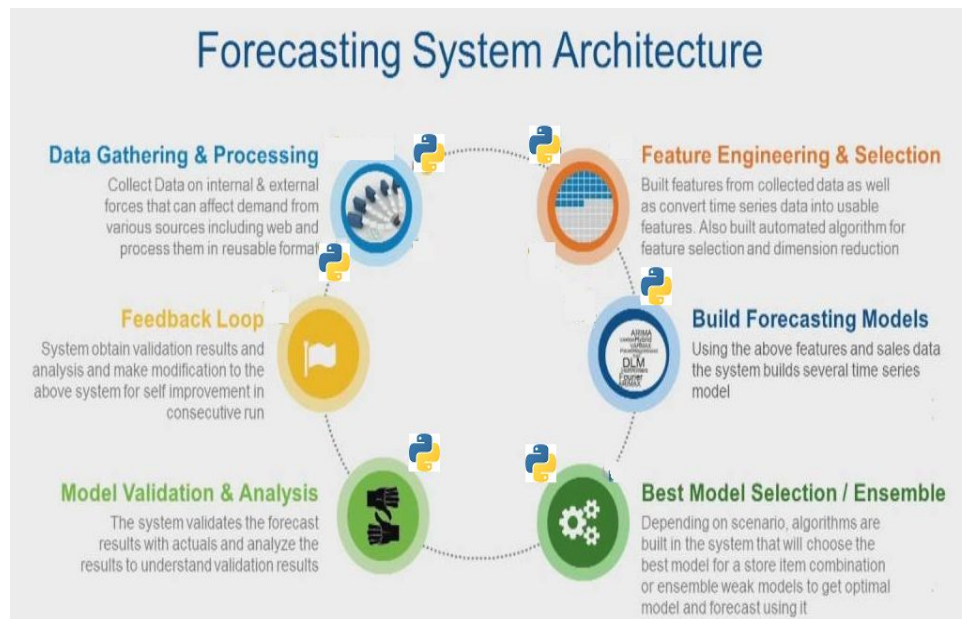 Forecasting System Architecture
Data Gathering & Processing
Collect Data on internal & external
forces that can affect demand from
various sources including web and
process them in reusable format
Feature Engineering & Selection
Built features from collected data as well
as convert time series data into usable
features. Also built automated algorithm for
feature selection and dimension reduction
Feedback Loop
System obtain validation results and
analysis and make modification to the
above system for self improvement in
consecutive run
Build Forecasting Models
Using the above features and sales data
the system builds several time series
model
ARIMA
DLM
Fourier
ARIMAX
Model Validation & Analysis
The system validates the forecast
results with actuals and analyze the
results to understand validation results
Best Model Selection / Ensemble
Depending on scenario, algorithms are
built in the system that will choose the
best model for a store item combination
or ensemble weak models to get optimal
model and forecast using it